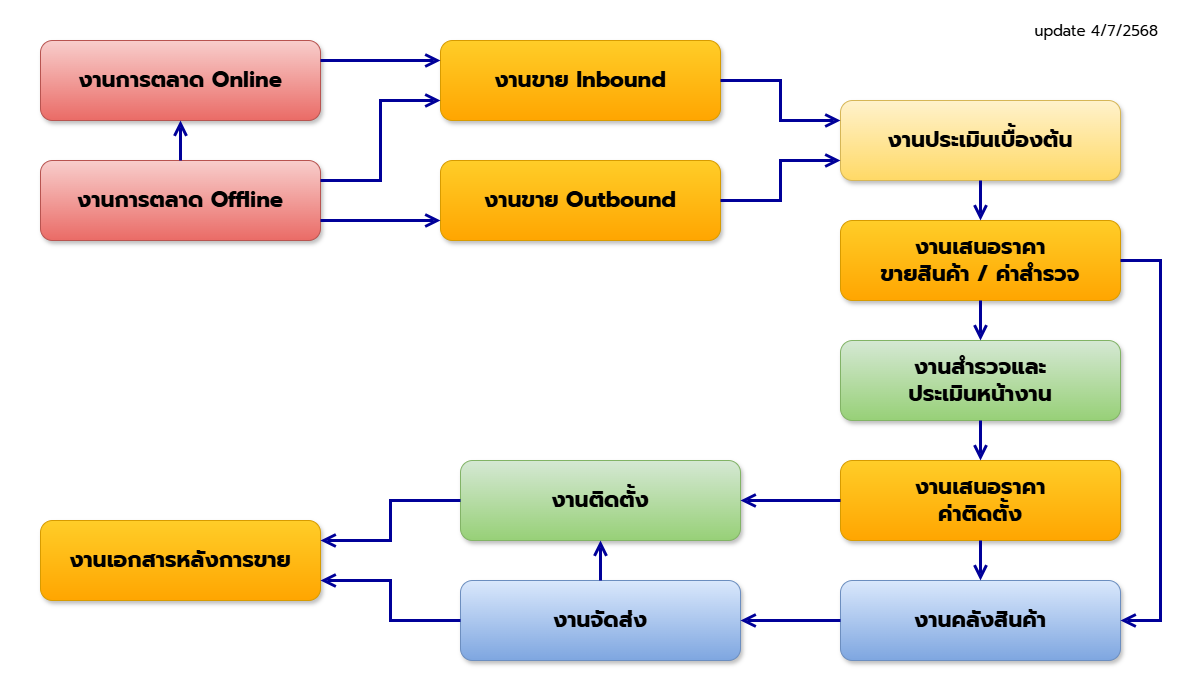 update 4/7/2568
งานการตลาด Online
งานขาย Inbound
งานประเมินเบื้องต้น
งานการตลาด Offline
งานขาย Outbound
งานเสนอราคา
ขายสินค้า / ค่าสำรวจ
งานสำรวจและ
ประเมินหน้างาน
งานติดตั้ง
งานเสนอราคา
ค่าติดตั้ง
งานเอกสารหลังการขาย
งานจัดส่ง
งานคลังสินค้า